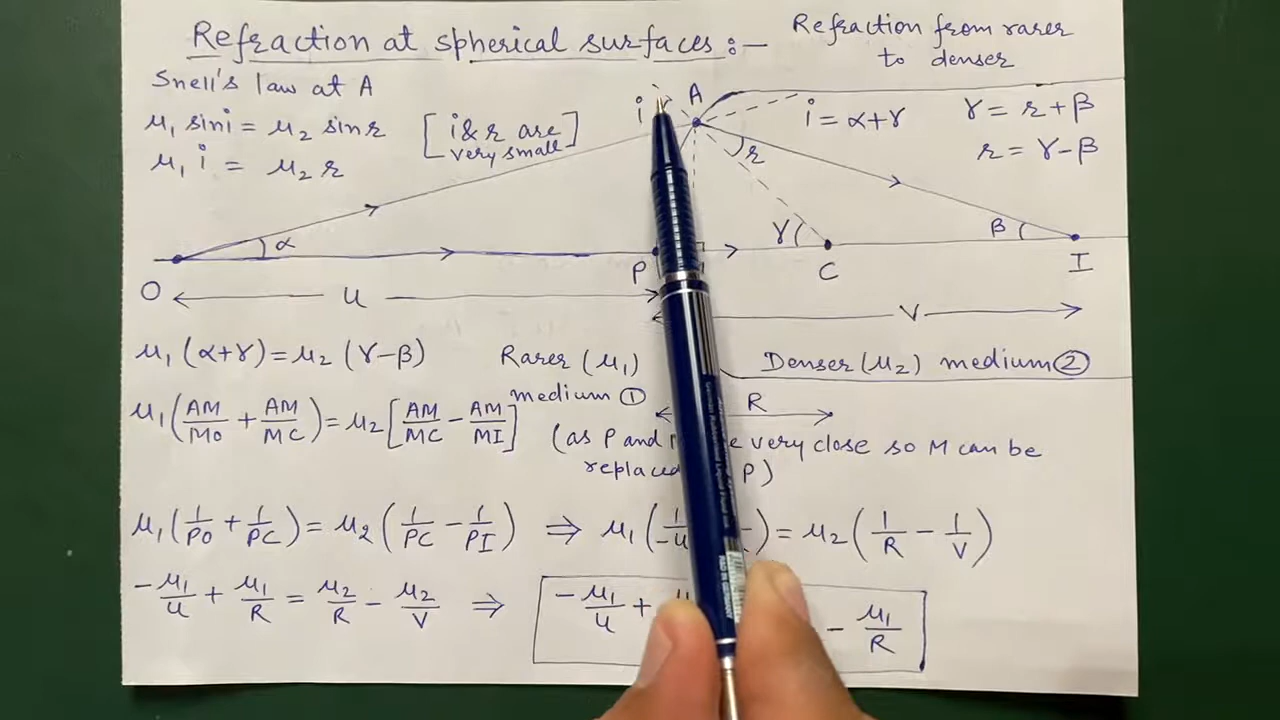 Refraction at spherical surfaces:-
Refraction from rarer
to denser
Snell's law at A
μ₁ sin i = μ₂ sin r
[i & r are
very small]
μ₁ i = μ₂ r
i
A
i = α+γ
γ = r + β
r = γ-β
r
α
γ
β
O
P
C
I
u
v
μ₁ (α+γ) = μ₂ (γ-β)
Rarer (μ₁)
medium ①
Denser (μ₂) medium ②
R
μ₁ (AM/MO + AM/MC) = μ₂ [AM/MC - AM/MI]
(as P and very close so M can be
replaced P)
μ₁ (1/PO + 1/PC) = μ₂ (1/PC - 1/PI) ⇒ μ₁ (1/-u ) = μ₂ (1/R - 1/v)
-μ₁/u + μ₁/R = μ₂/R - μ₂/v ⇒ -μ₁/u + - μ₁/R